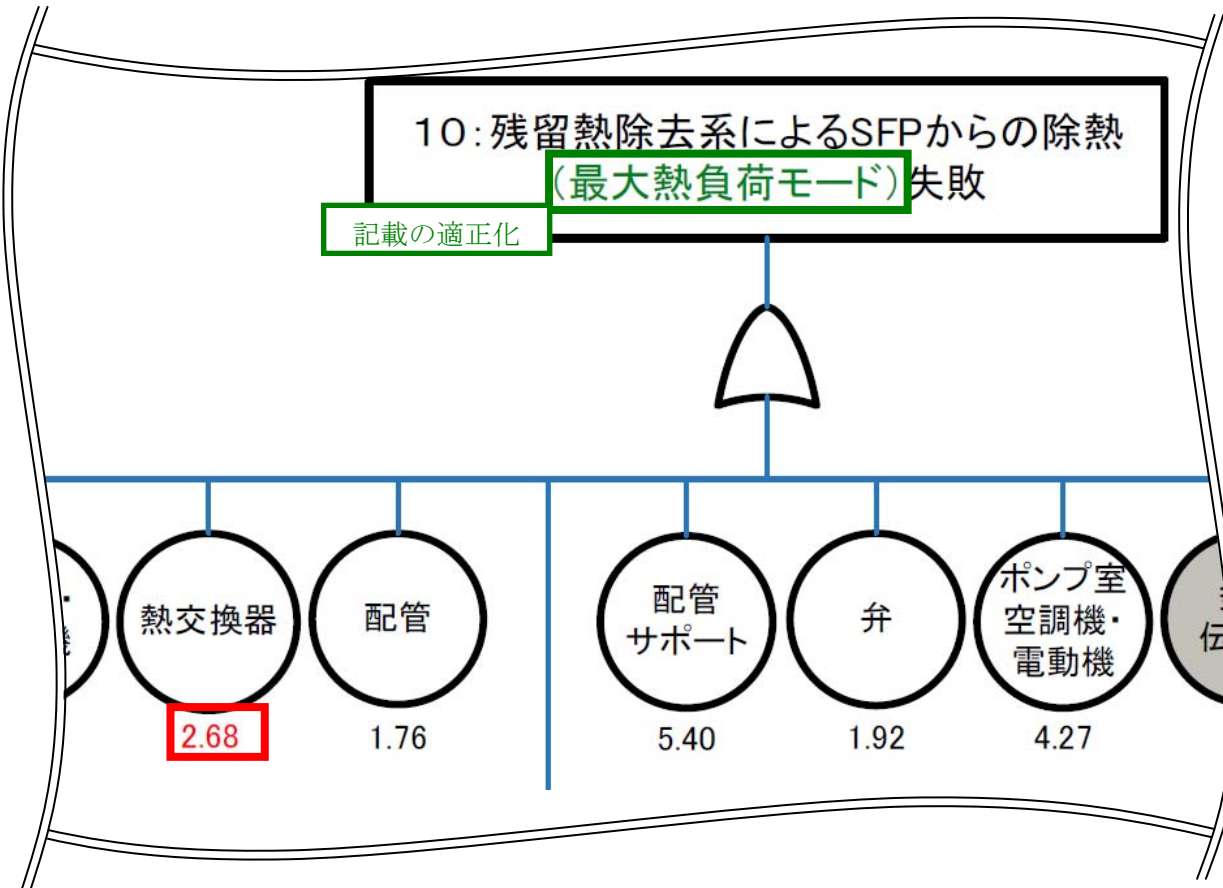 10:残留熱除去系によるSFPからの除熱
(最大熱負荷モード)失敗
記載の適正化
熱交換器
2.68
配管
1.76
配管
サポート
5.40
弁
1.92
ポンプ室
空調機・
電動機
4.27
伝